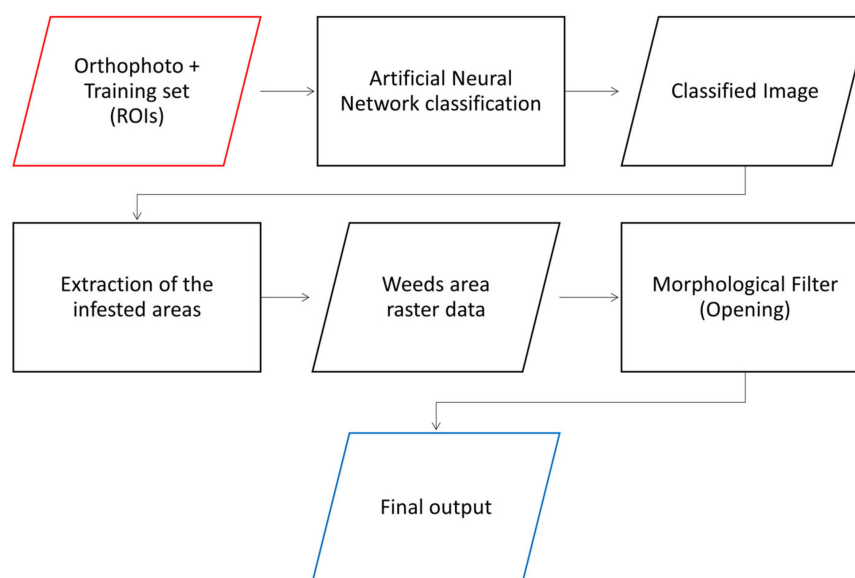 Orthophoto +
Training set
(ROIs)
Artificial Neural
Network classification
Classified Image
Extraction of the
infested areas
Weeds area
raster data
Morphological Filter
(Opening)
Final output